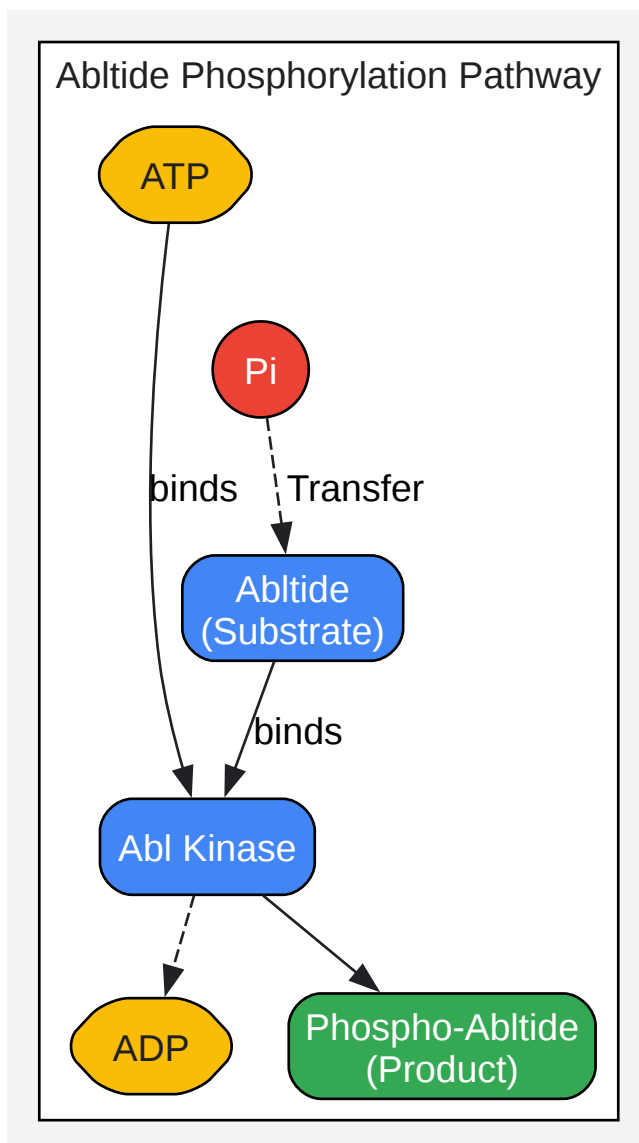 Abltide Phosphorylation Pathway
ATP
Pi
binds
Transfer
Abltide
(Substrate)
binds
Abl Kinase
ADP
Phospho-Abltide
(Product)